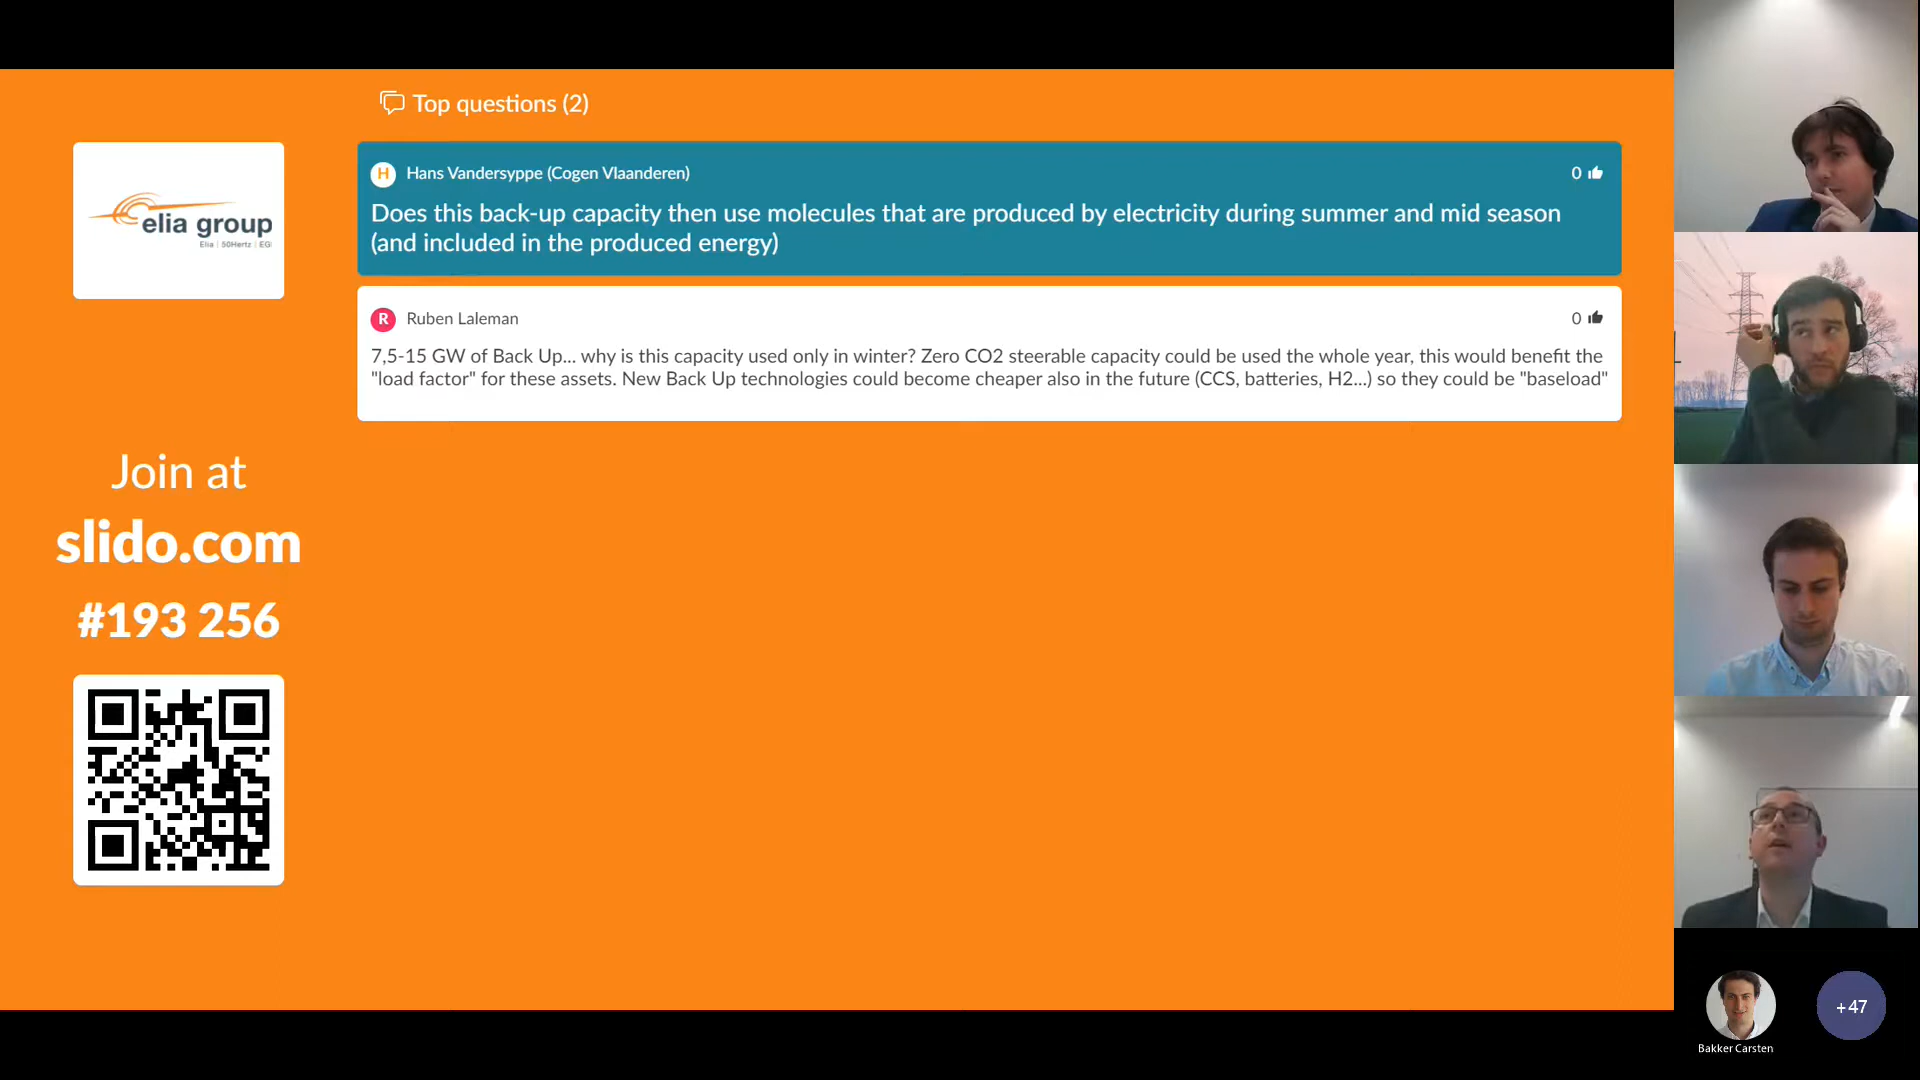 Top questions (2)
H Hans Vandersyppe (Cogen Vlaanderen) 0
Does this back-up capacity then use molecules that are produced by electricity during summer and mid season
(and included in the produced energy)
R Ruben Laleman 0
7,5-15 GW of Back Up... why is this capacity used only in winter? Zero CO2 steerable capacity could be used the whole year, this would benefit the
"load factor" for these assets. New Back Up technologies could become cheaper also in the future (CCS, batteries, H2...) so they could be "baseload"
elia group
Elia | 50Hertz | EGI
Join at
slido.com
#193 256
+47
Bakker Carsten